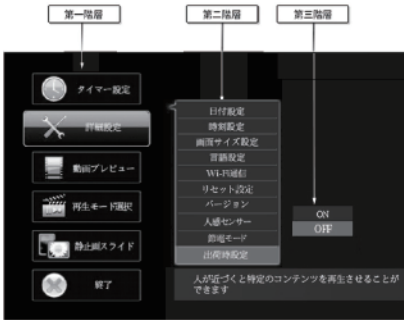 第一階層
第二階層
第三階層
タイマー設定
詳細設定
動画プレビュー
再生モード選択
静止画スライド
終了
日付設定
時刻設定
画面サイズ設定
言語設定
Wi-Fi通信
リセット設定
バージョン
人感センサー
節電モード
出荷時設定
ON
OFF
人が近づくと特定のコンテンツを再生させることが
できます